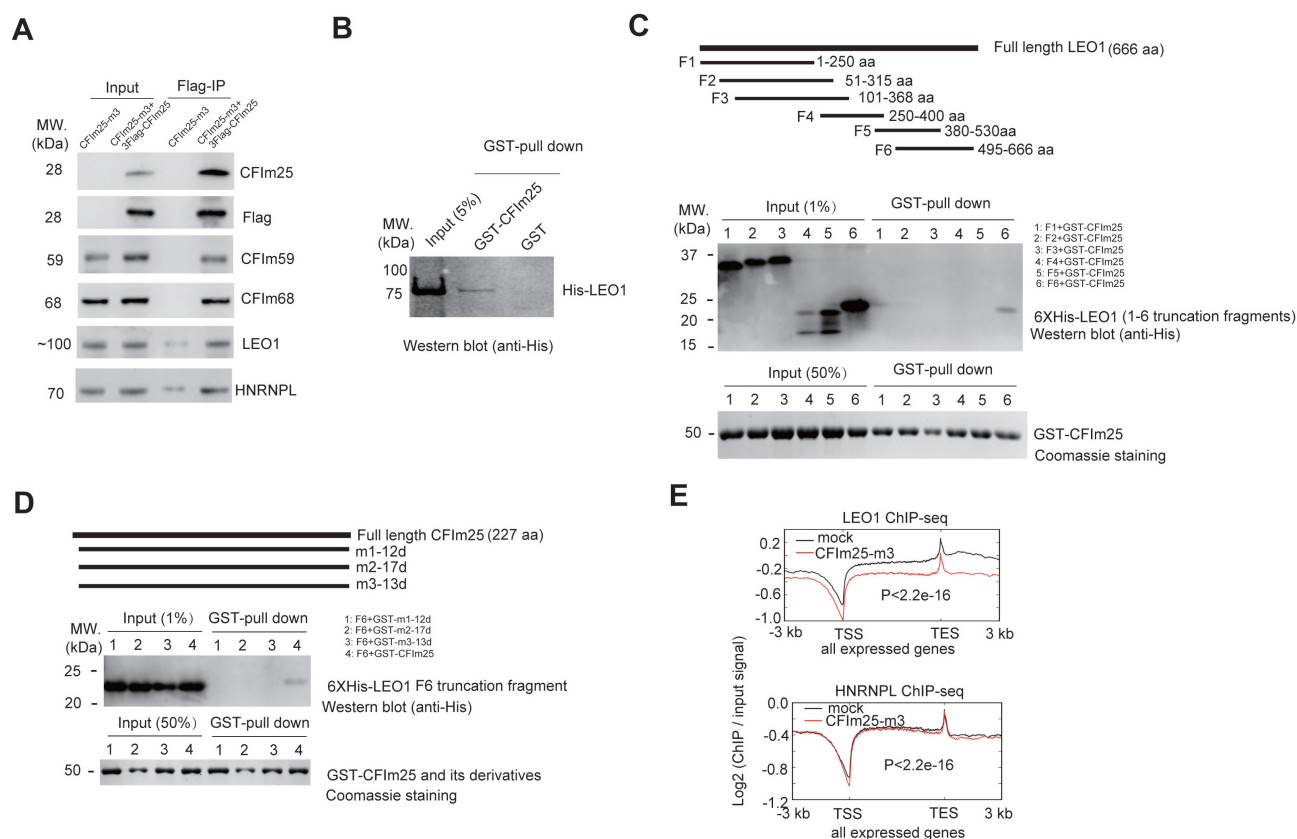 A
Input Flag-IP
MW.
(kDa)
CFIm25-m3
CFIm25-m3+
3Flag-CFIm25
CFIm25-m3
CFIm25-m3+
3Flag-CFIm25
28 CFIm25
28 Flag
59 CFIm59
68 CFIm68
~100 LEO1
70 HNRNPL
B
GST-pull down
MW.
(kDa)
Input (5%)
GST-CFIm25
GST
100
75 His-LEO1
Western blot (anti-His)
C
Full length LEO1 (666 aa)
F1 1-250 aa
F2 51-315 aa
F3 101-368 aa
F4 250-400 aa
F5 380-530aa
F6 495-666 aa
MW.
(kDa)
Input (1%) GST-pull down
1 2 3 4 5 6 1 2 3 4 5 6
37 -
25 -
20 -
15 -
1: F1+GST-CFIm25
2: F2+GST-CFIm25
3: F3+GST-CFIm25
4: F4+GST-CFIm25
5: F5+GST-CFIm25
6: F6+GST-CFIm25
6XHis-LEO1 (1-6 truncation fragments)
Western blot (anti-His)
Input (50%) GST-pull down
1 2 3 4 5 6 1 2 3 4 5 6
50 - GST-CFIm25
Coomassie staining
D
Full length CFIm25 (227 aa)
m1-12d
m2-17d
m3-13d
MW.
(kDa)
Input (1%) GST-pull down
1 2 3 4 1 2 3 4
25 -
20 -
1: F6+GST-m1-12d
2: F6+GST-m2-17d
3: F6+GST-m3-13d
4: F6+GST-CFIm25
6XHis-LEO1 F6 truncation fragment
Western blot (anti-His)
Input (50%) GST-pull down
1 2 3 4 1 2 3 4
50 - GST-CFIm25 and its derivatives
Coomassie staining
E
Log2 (ChIP / input signal)
LEO1 ChIP-seq
mock
CFIm25-m3
0.2
-0.2
-0.6
-1.0
P<2.2e-16
-3 kb TSS TES 3 kb
all expressed genes
HNRNPL ChIP-seq
mock
CFIm25-m3
0.0
-0.4
-0.8
-1.2
P<2.2e-16
-3 kb TSS TES 3 kb
all expressed genes